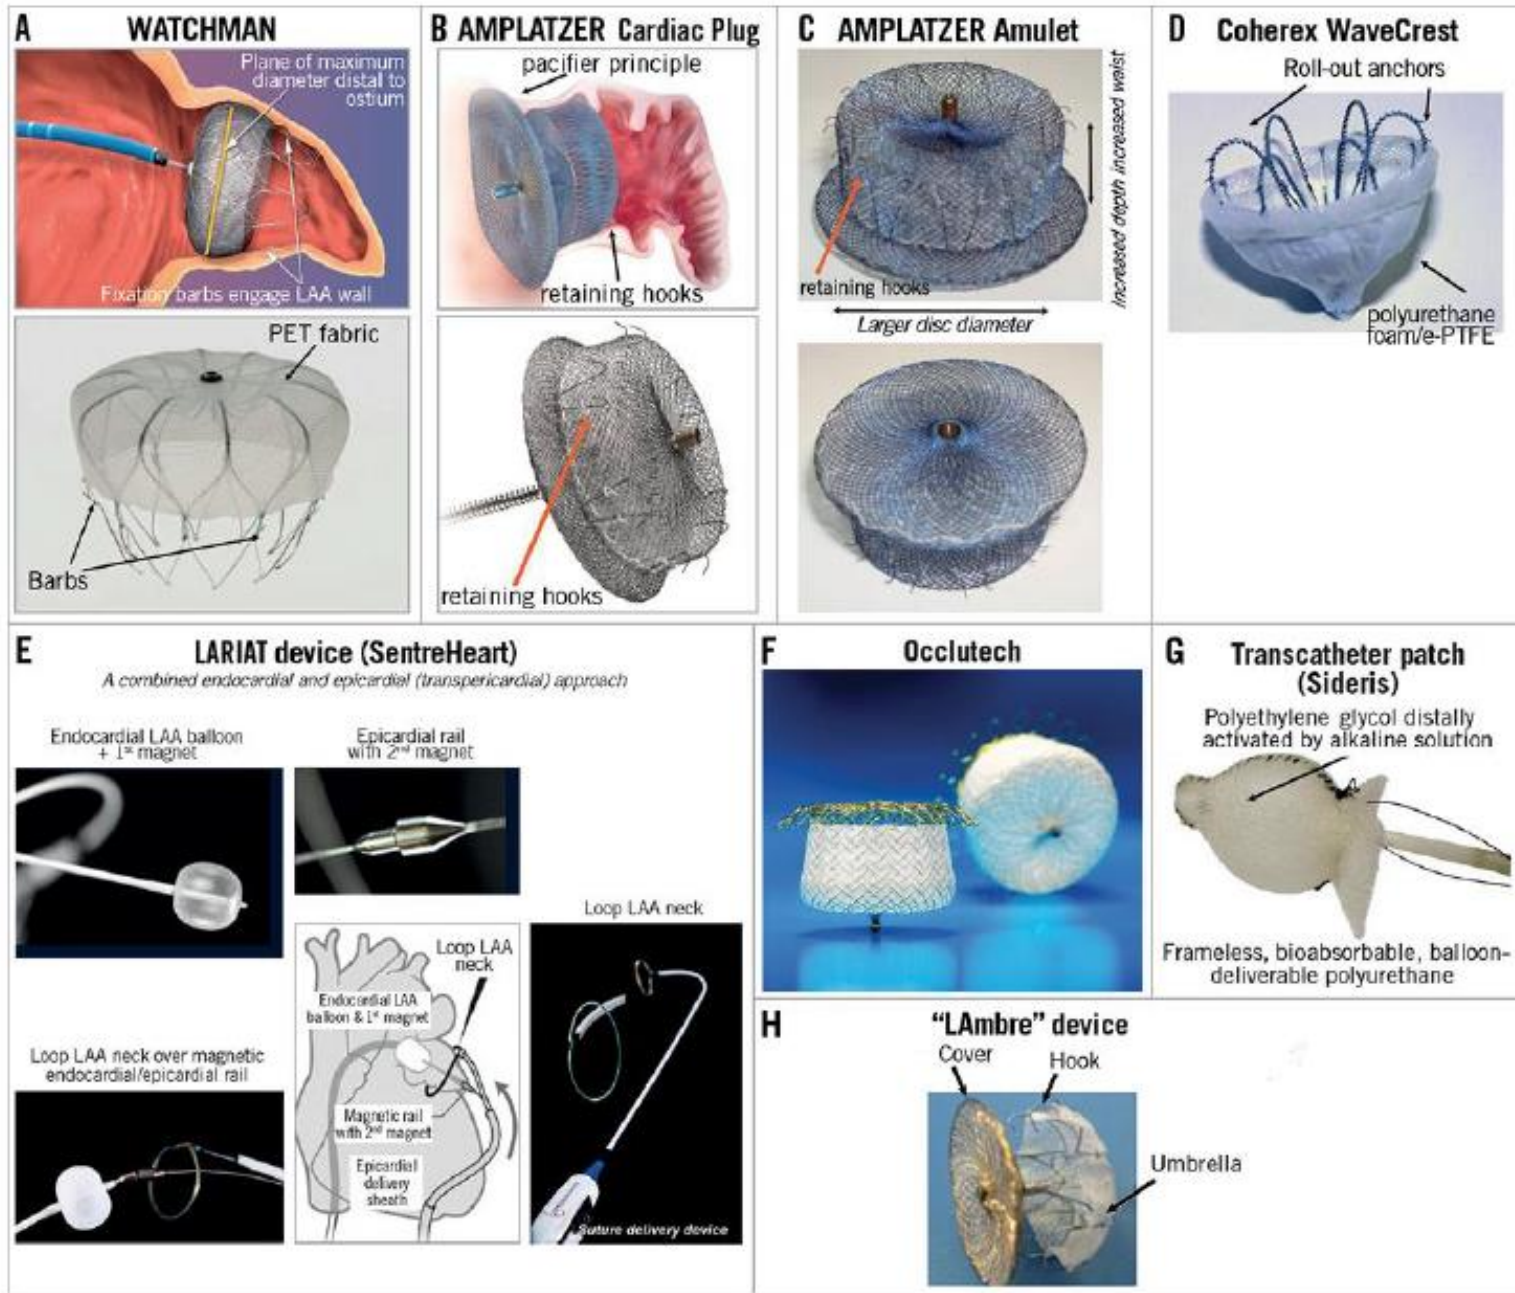 A WATCHMAN
Plane of maximum
diameter distal to
ostium
Fixation barbs engage LAA wall
PET fabric
Barbs
B AMPLATZER Cardiac Plug
pacifier principle
retaining hooks
retaining hooks
C AMPLATZER Amulet
Increased depth increased waist
retaining hooks
Larger disc diameter
D Coherex WaveCrest
Roll-out anchors
polyurethane
foam/e-PTFE
E LARIAT device (SentreHeart)
A combined endocardial and epicardial (transpericardial) approach
Endocardial LAA balloon
+ 1st magnet
Epicardial rail
with 2nd magnet
Loop LAA neck
Loop LAA
neck
Endocardial LAA
balloon & 1st magnet
Magnetic rail
with 2nd magnet
Epicardial
delivery
sheath
Loop LAA neck over magnetic
endocardial/epicardial rail
Suture delivery device
F Occlutech
G Transcatheter patch
(Sideris)
Polyethylene glycol distally
activated by alkaline solution
Frameless, bioabsorbable, balloon-
deliverable polyurethane
H "LAmbre" device
Cover
Hook
Umbrella